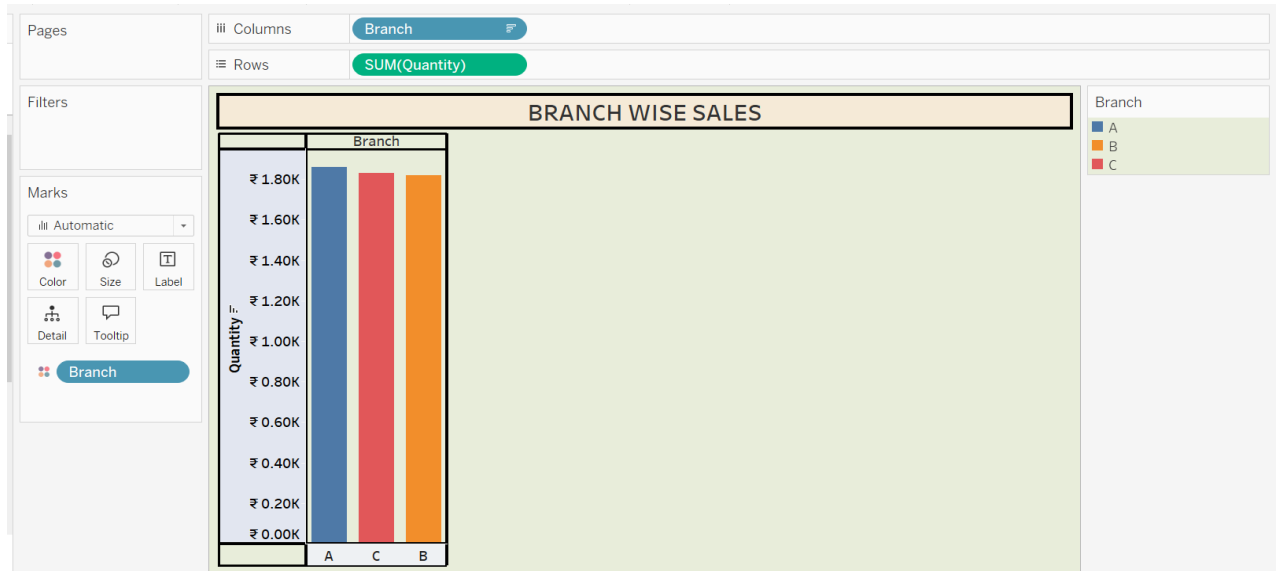 Pages
Columns
Branch
Rows
SUM(Quantity)
Filters
Marks
Automatic
Color
Size
T
Label
Detail
Tooltip
Branch
BRANCH WISE SALES
Branch
Quantity
₹ 1.80K
₹ 1.60K
₹ 1.40K
₹ 1.20K
₹ 1.00K
₹ 0.80K
₹ 0.60K
₹ 0.40K
₹ 0.20K
₹ 0.00K
A C B
Branch
A
B
C